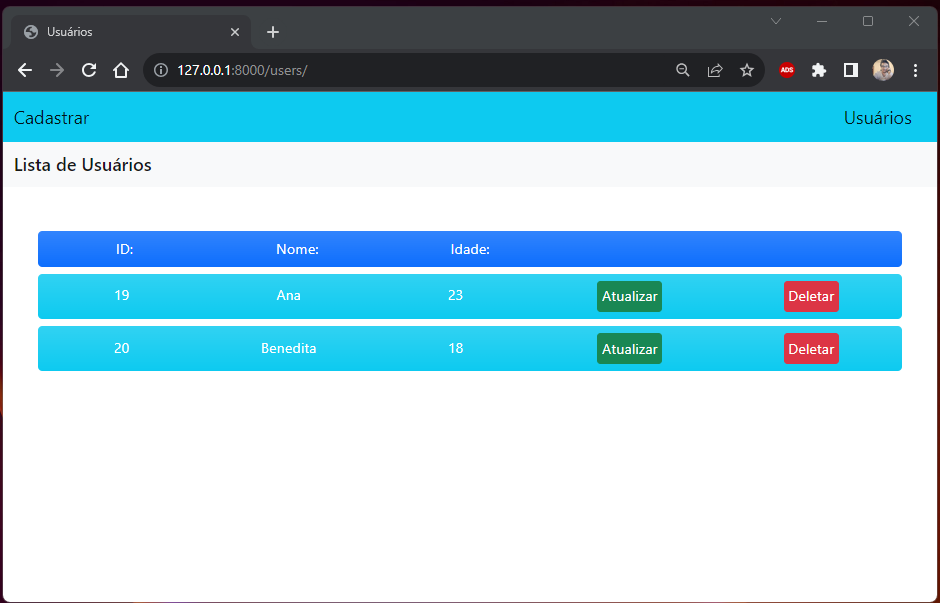 Usuários
127.0.0.1:8000/users/
ADS
Cadastrar Usuários
Lista de Usuários
ID: Nome: Idade:
19 Ana 23 Atualizar Deletar
20 Benedita 18 Atualizar Deletar